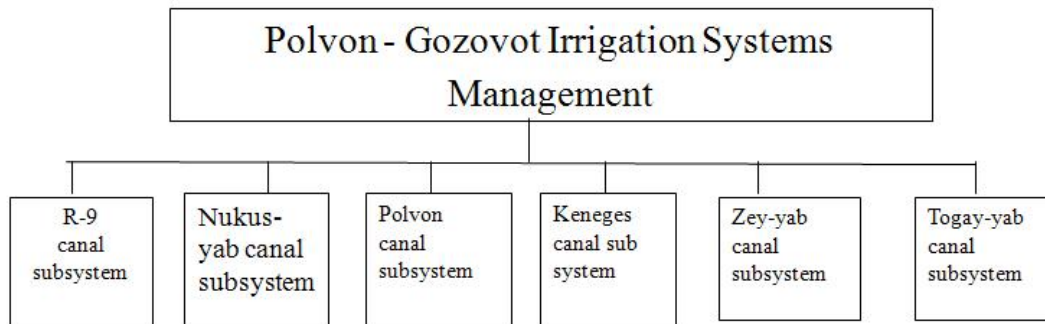 Polvon - Gozovot Irrigation Systems
Management
R-9
canal
subsystem
Nukus-
yab canal
subsystem
Polvon
canal
subsystem
Keneges
canal sub
system
Zey-yab
canal
subsystem
Togay-yab
canal
subsystem